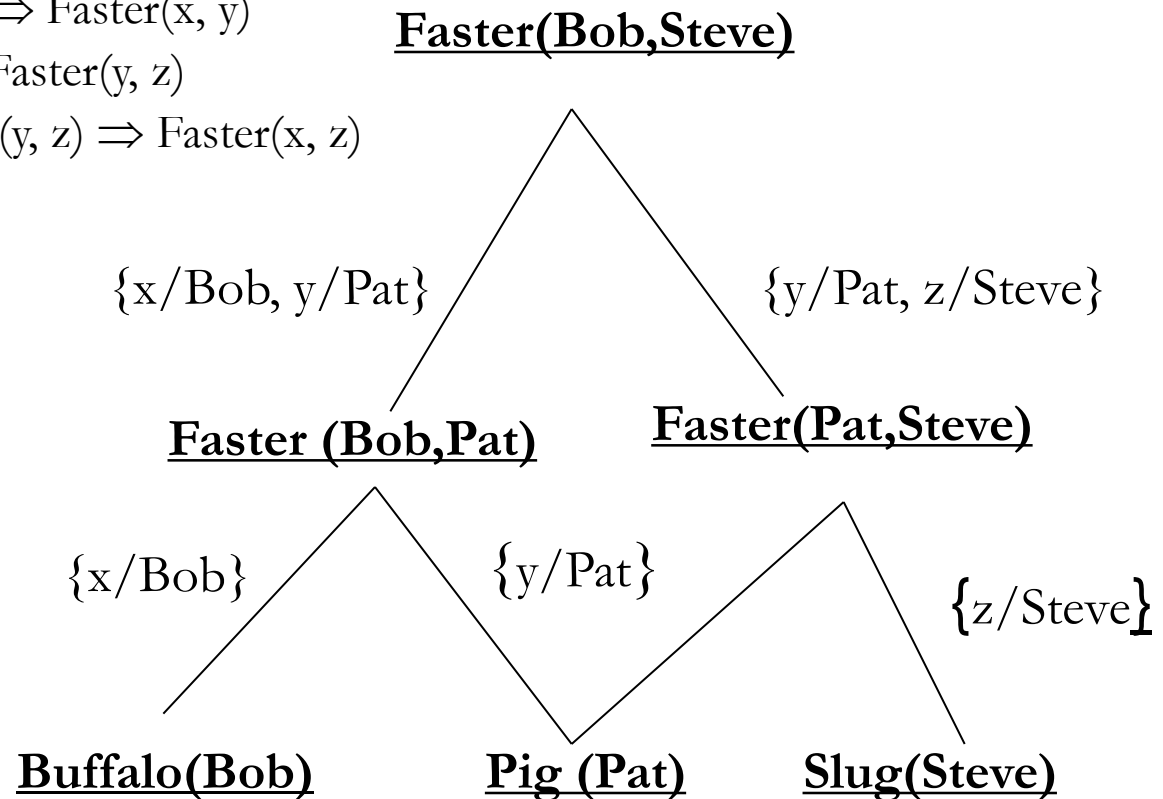 ⇒ Faster(x, y)
Faster(Bob,Steve)
Faster(y, z)
(y, z) ⇒ Faster(x, z)
{x/Bob, y/Pat}
{y/Pat, z/Steve}
Faster (Bob,Pat)
Faster(Pat,Steve)
{x/Bob}
{y/Pat}
{z/Steve}
Buffalo(Bob)
Pig (Pat)
Slug(Steve)